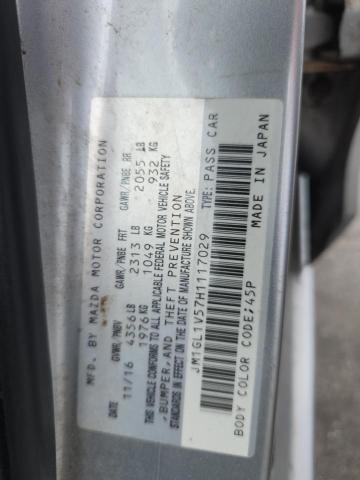 MFD. BY MAZDA MOTOR CORPORATION
11/16 GVWR/PNBV GAWR/PNBE FRT GAWR/PNBE RR
4356 LB 2313 LB 2055 LB
1976 KG 1049 KG 932 KG
THIS VEHICLE CONFORMS TO ALL APPLICABLE FEDERAL MOTOR VEHICLE SAFETY
,BUMPER,AND THEFT PREVENTION
STANDARDS IN EFFECT ON THE DATE OF MANUFACTURE SHOWN ABOVE.
JM1GL1V57H1117029 TYPE: PASS CAR
BODY COLOR CODE;45P MADE IN JAPAN